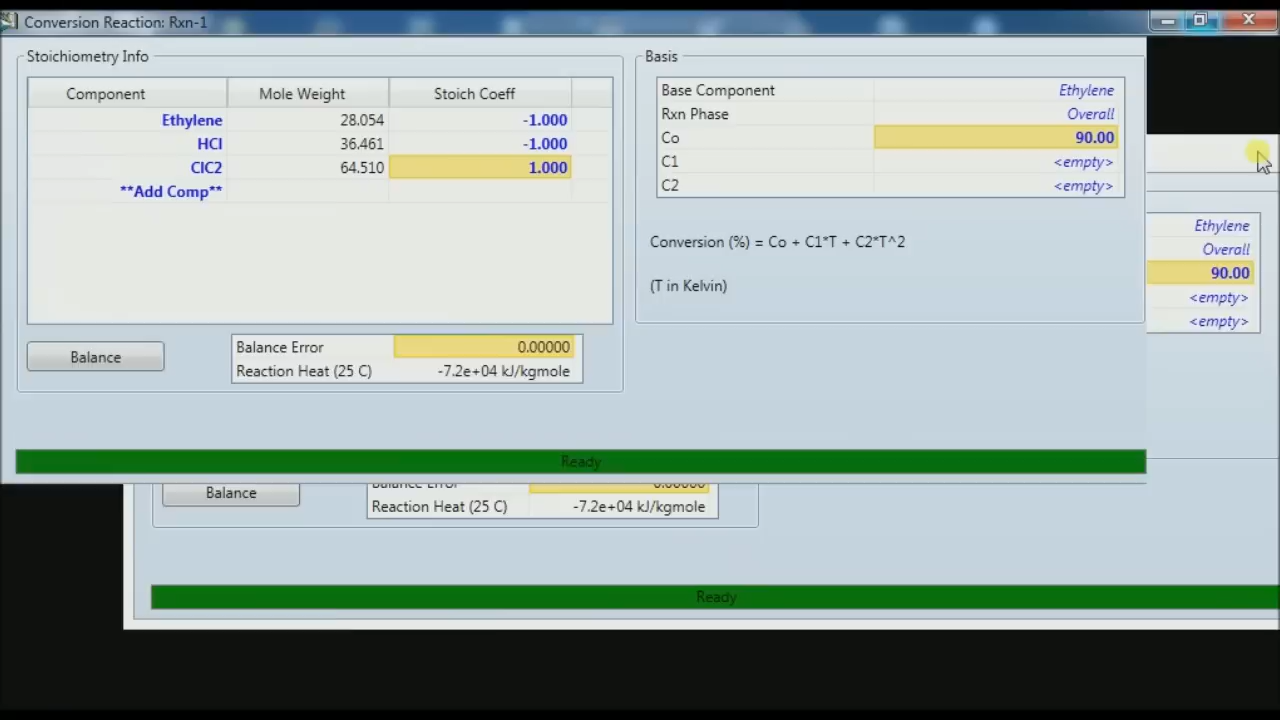 Conversion Reaction: Rxn-1
Stoichiometry Info
Component Mole Weight Stoich Coeff
Ethylene 28.054 -1.000
HCl 36.461 -1.000
ClC2 64.510 1.000
**Add Comp**
Balance
Balance Error 0.00000
Reaction Heat (25 C) -7.2e+04 kJ/kgmole
Basis
Base Component Ethylene
Rxn Phase Overall
Co 90.00
C1 <empty>
C2 <empty>
Conversion (%) = Co + C1*T + C2*T^2
(T in Kelvin)
Ready
Ethylene
Overall
90.00
<empty>
<empty>
Balance
Balance Error 0.00000
Reaction Heat (25 C) -7.2e+04 kJ/kgmole
Ready